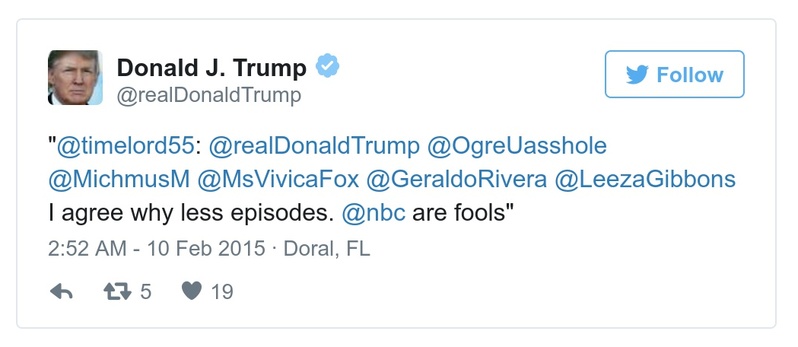 Donald J. Trump
@realDonaldTrump
Follow
"@timelord55: @realDonaldTrump @OgreUasshole
@MichmusM @MsVivicaFox @GeraldoRivera @LeezaGibbons
I agree why less episodes. @nbc are fools"
2:52 AM - 10 Feb 2015 · Doral, FL
5 19